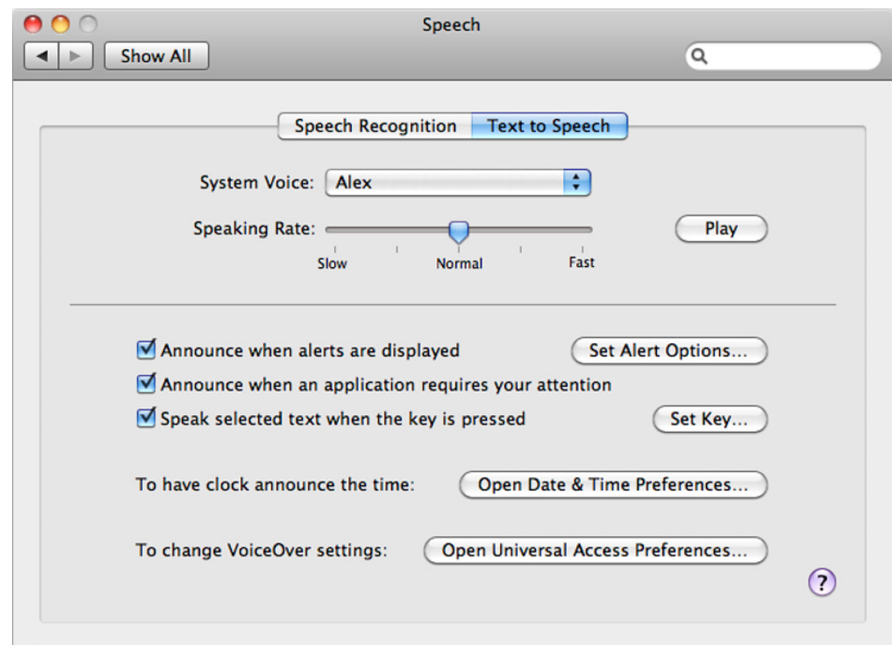 Speech
Show All
Speech Recognition Text to Speech
System Voice: Alex
Speaking Rate: Play
Slow Normal Fast
Announce when alerts are displayed Set Alert Options...
Announce when an application requires your attention
Speak selected text when the key is pressed Set Key...
To have clock announce the time: Open Date & Time Preferences...
To change VoiceOver settings: Open Universal Access Preferences...
?